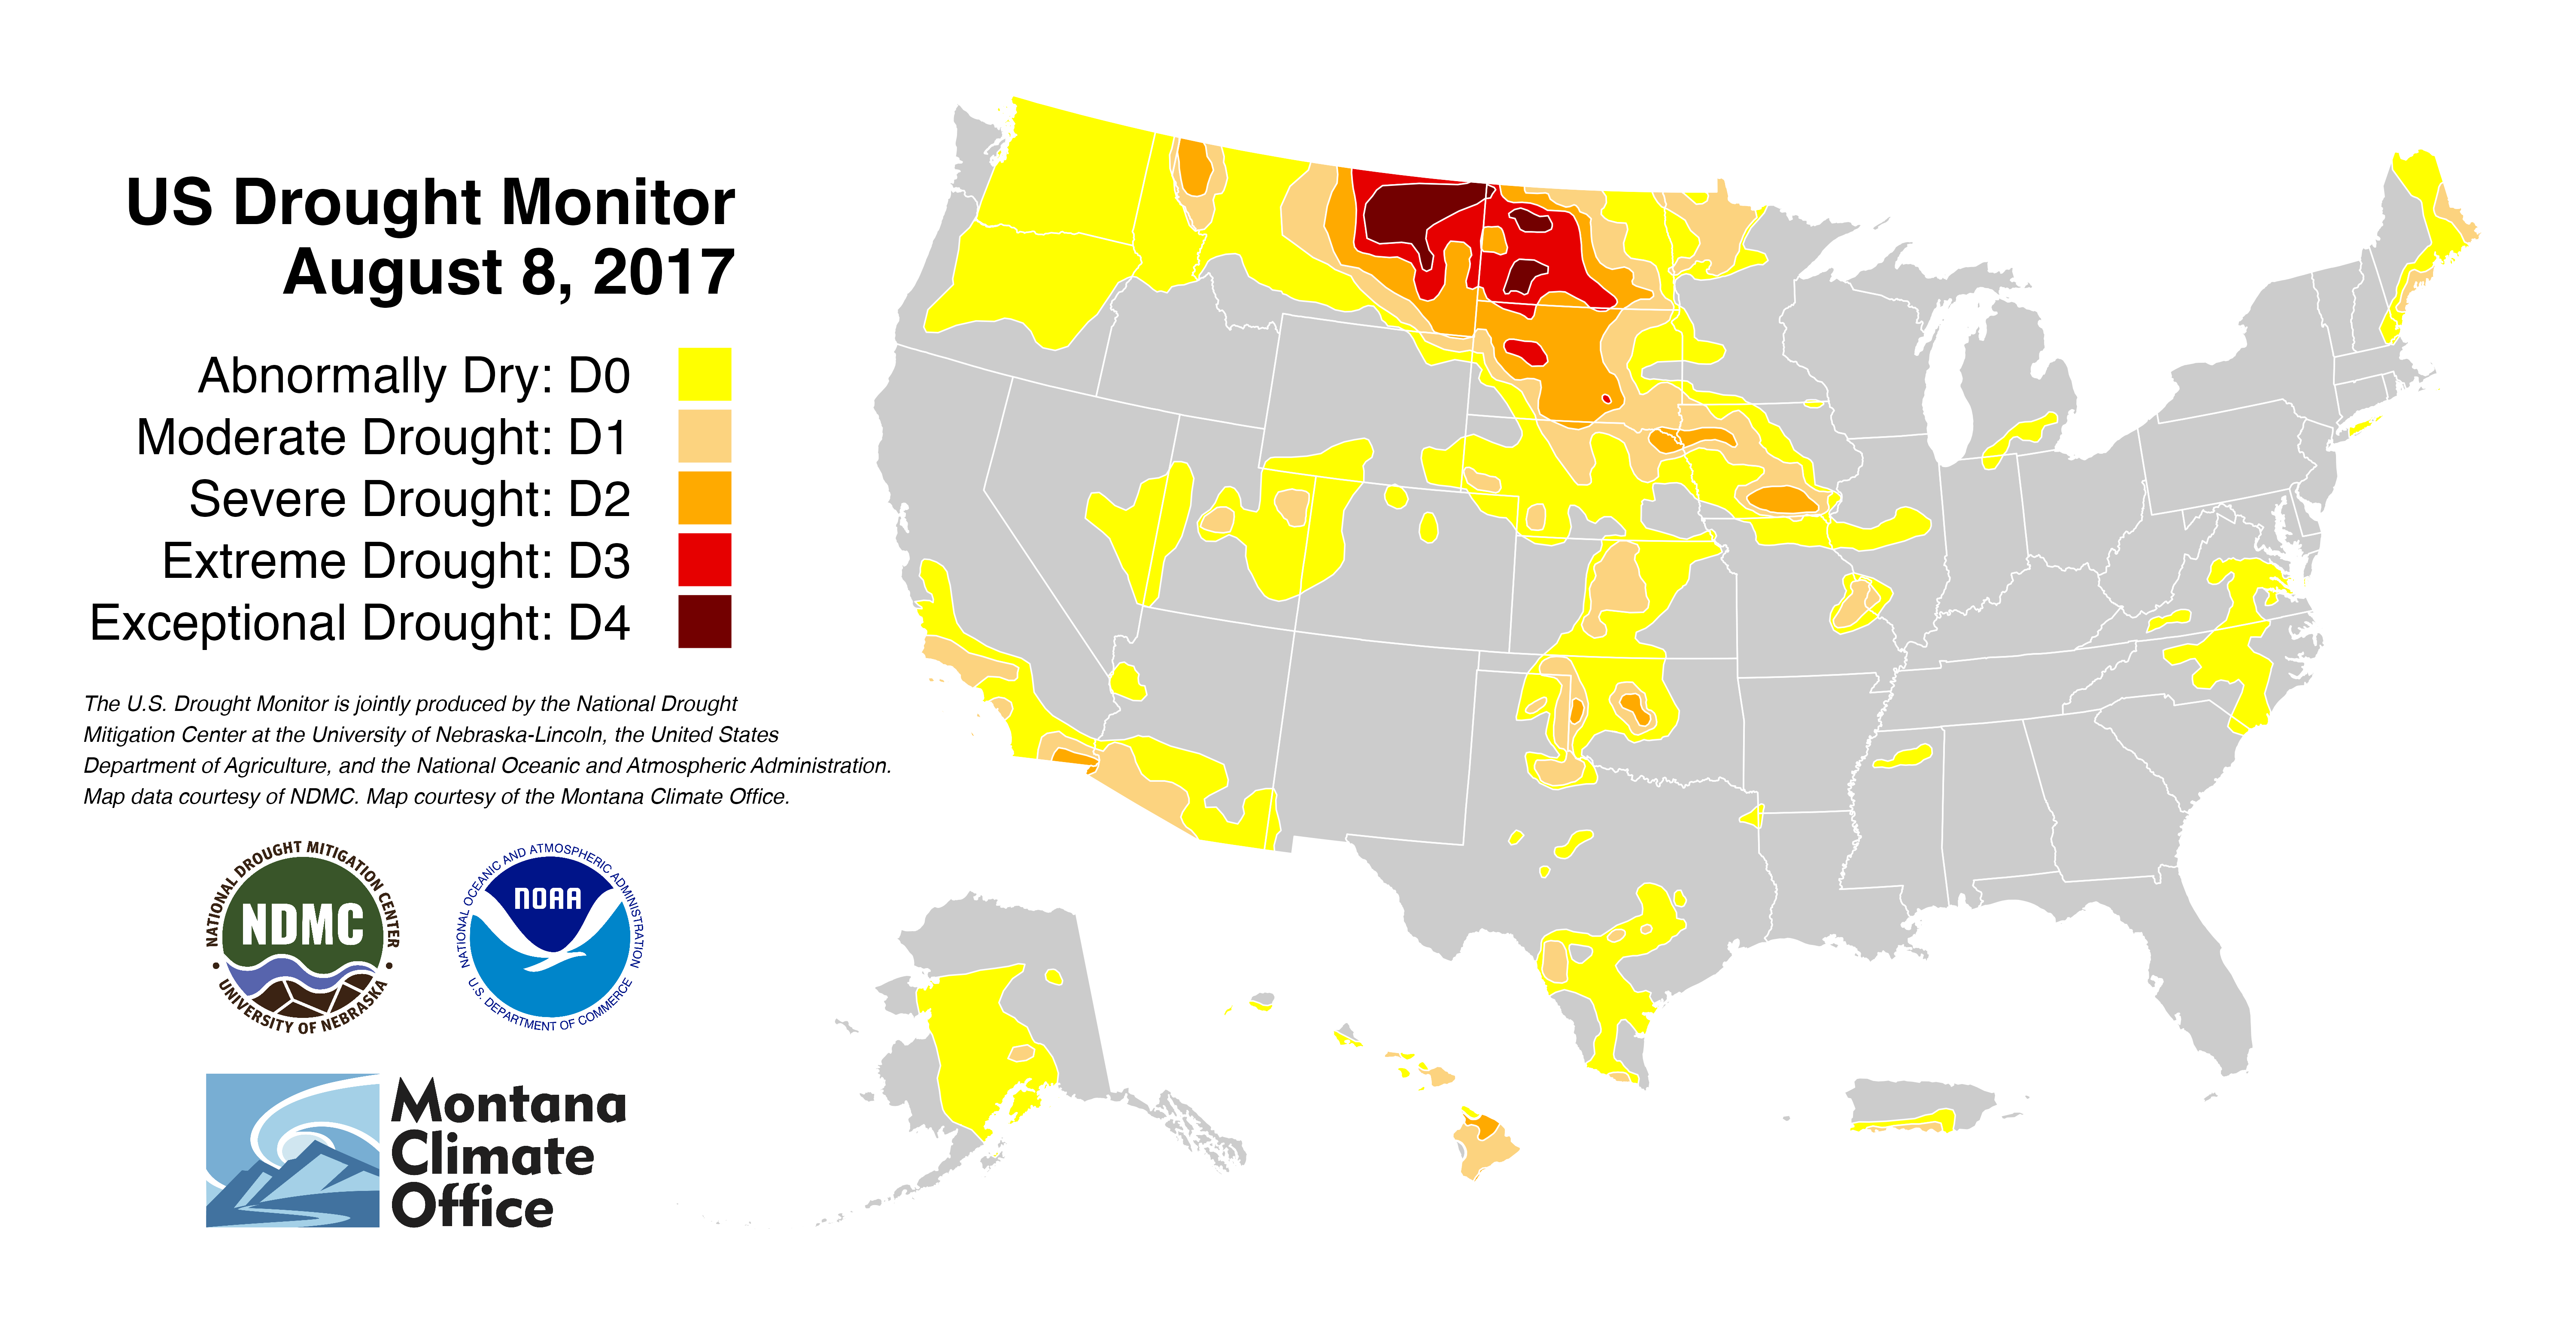 US Drought Monitor
August 8, 2017
Abnormally Dry: D0
Moderate Drought: D1
Severe Drought: D2
Extreme Drought: D3
Exceptional Drought: D4
The U.S. Drought Monitor is jointly produced by the National Drought
Mitigation Center at the University of Nebraska-Lincoln, the United States
Department of Agriculture, and the National Oceanic and Atmospheric Administration.
Map data courtesy of NDMC. Map courtesy of the Montana Climate Office.
NATIONAL DROUGHT MITIGATION CENTER
NDMC
UNIVERSITY OF NEBRASKA
NATIONAL OCEANIC AND ATMOSPHERIC ADMINISTRATION
NOAA
U.S. DEPARTMENT OF COMMERCE
Montana
Climate
Office